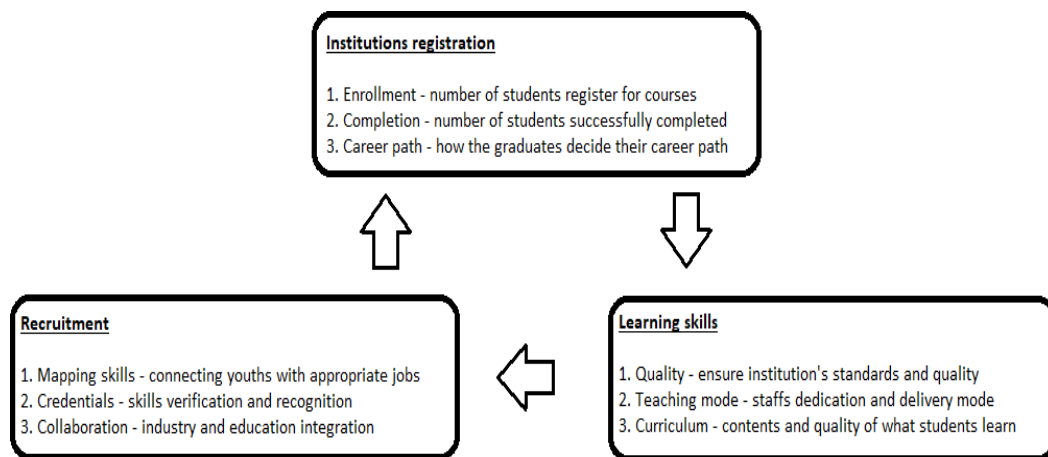 Institutions registration
1. Enrollment - number of students register for courses
2. Completion - number of students successfully completed
3. Career path - how the graduates decide their career path
Recruitment
1. Mapping skills - connecting youths with appropriate jobs
2. Credentials - skills verification and recognition
3. Collaboration - industry and education integration
Learning skills
1. Quality - ensure institution's standards and quality
2. Teaching mode - staffs dedication and delivery mode
3. Curriculum - contents and quality of what students learn